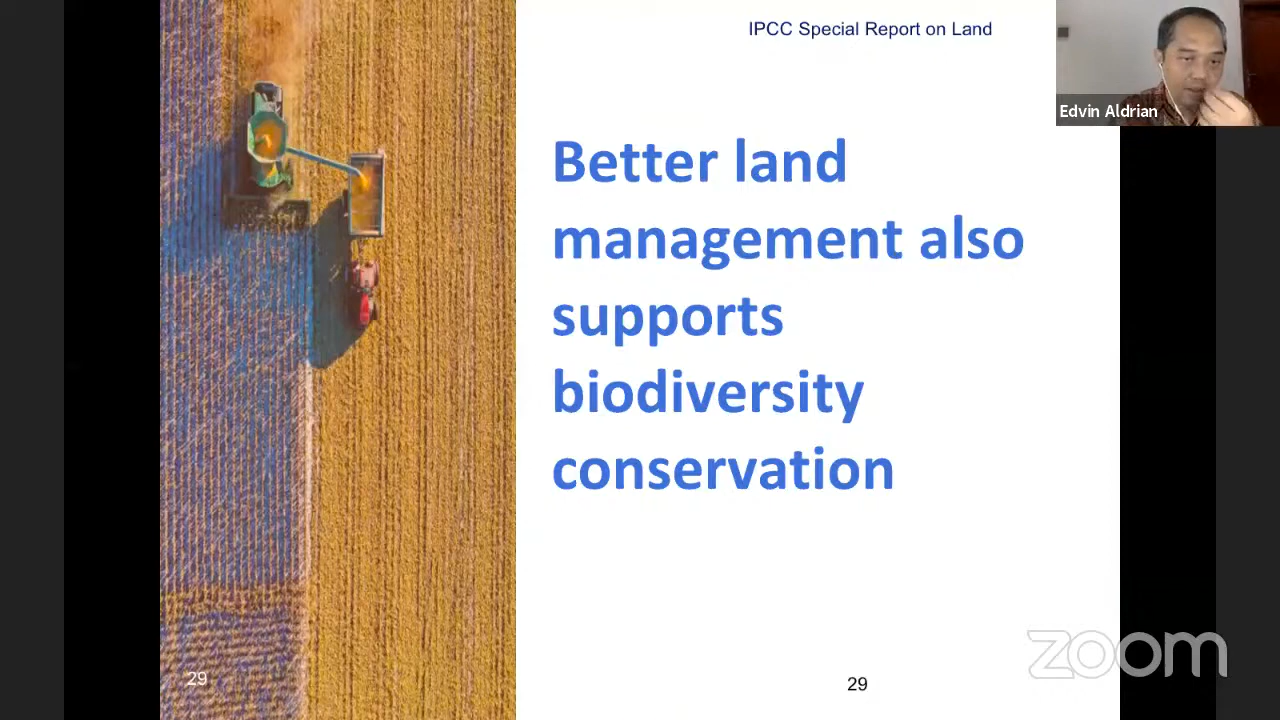 IPCC Special Report on Land
Edvin Aldrian
Better land
management also
supports
biodiversity
conservation
zoom
29
29